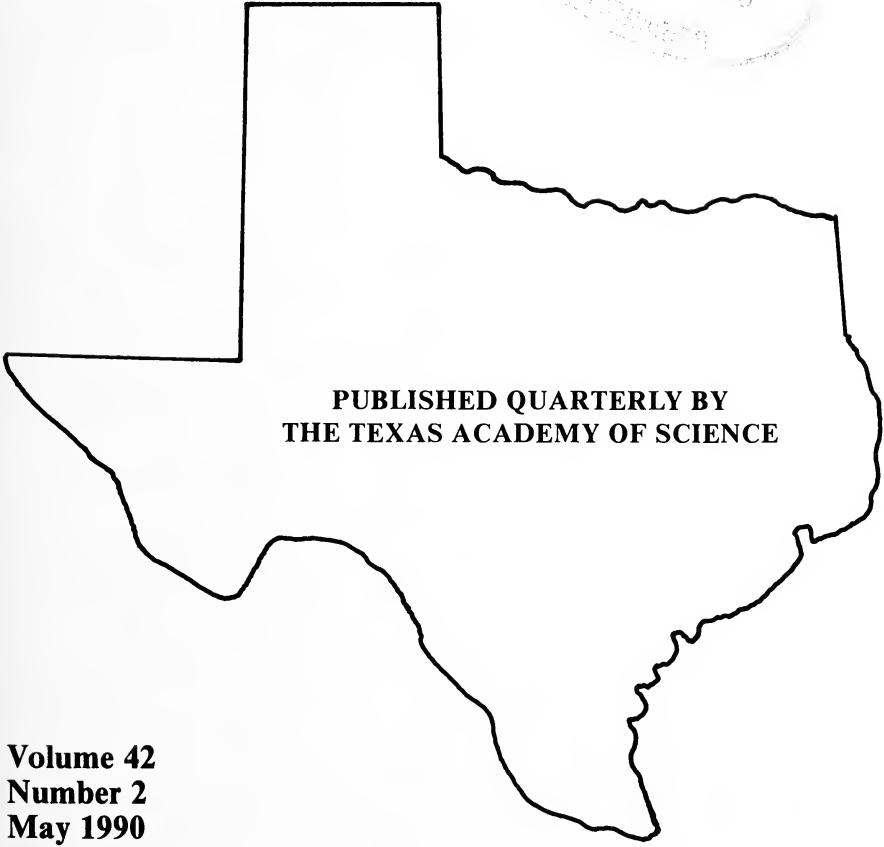 PUBLISHED QUARTERLY BY
THE TEXAS ACADEMY OF SCIENCE
Volume 42
Number 2
May 1990